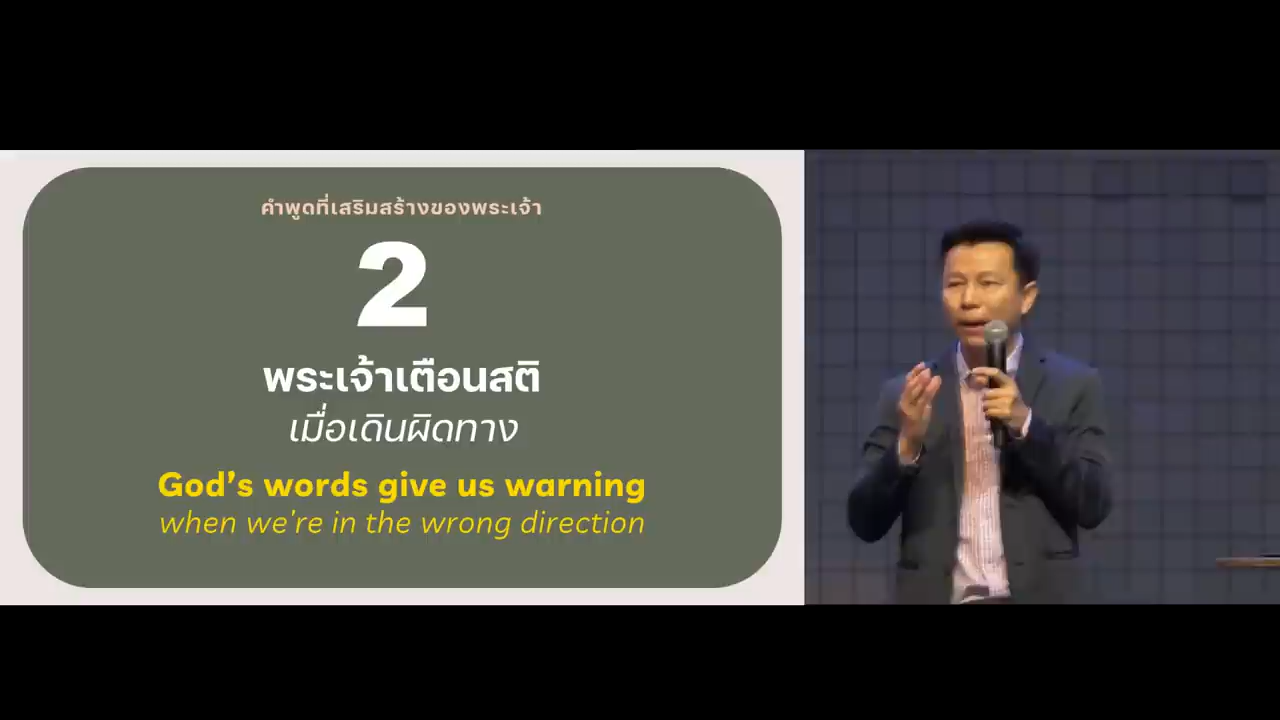 คำพูดที่เสริมสร้างของพระเจ้า
2
พระเจ้าเตือนสติ
เมื่อเดินผิดทาง
God's words give us warning
when we're in the wrong direction